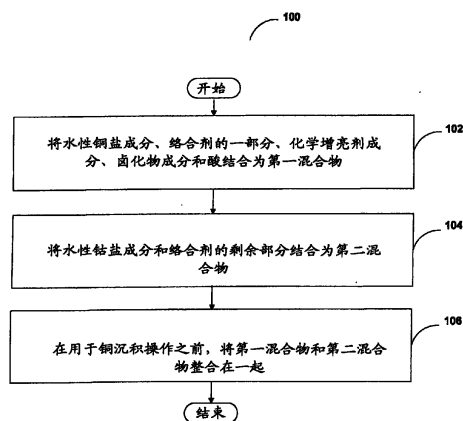 100
开始
将水性铜盐成分、络合剂的一部分、化学增亮剂成
分、卤化物成分和酸结合为第一混合物
102
将水性钴盐成分和络合剂的剩余部分结合为第二混
合物
104
在用于铜沉积操作之前，将第一混合物和第二混合
物整合在一起
106
结束